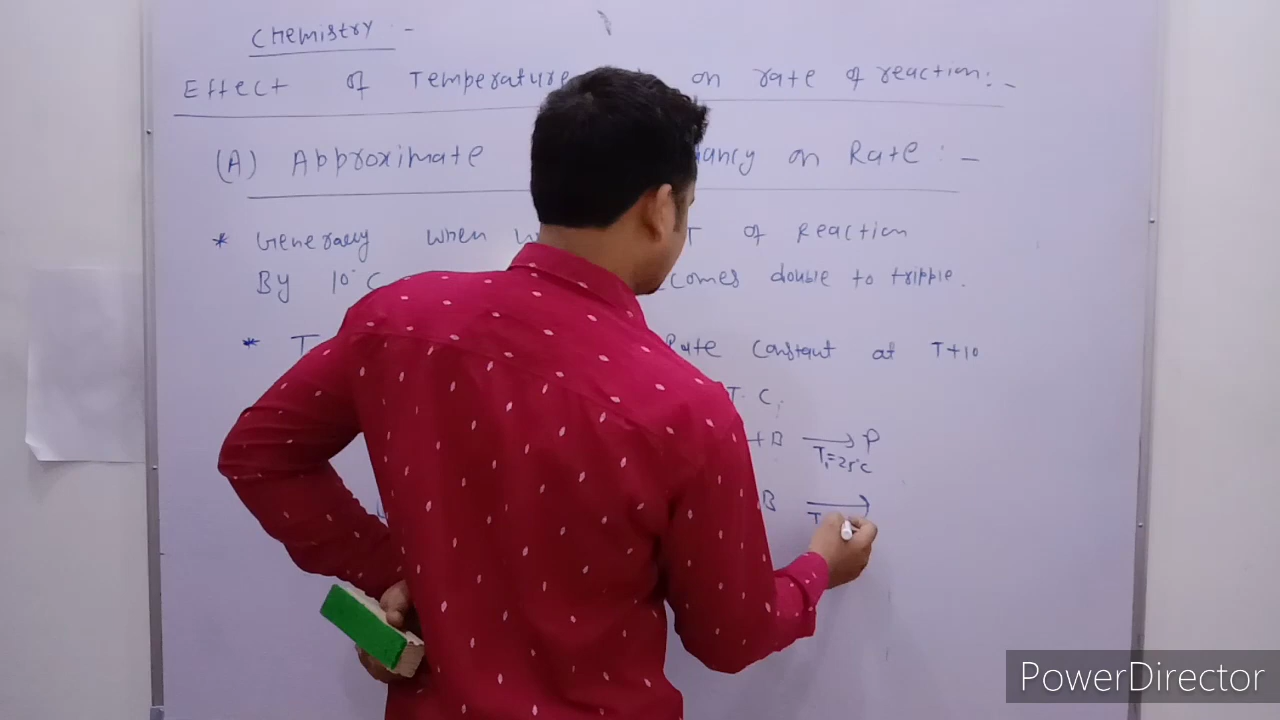 Chemistry :-
Effect of Temperature on rate of reaction :-
(A) Approximate on Rate : -
* Generally when of Reaction
By 10°C double to tripple.
* Rate constant at T+10
T° C
+B → P
T₁=25°C
B →
T
PowerDirector